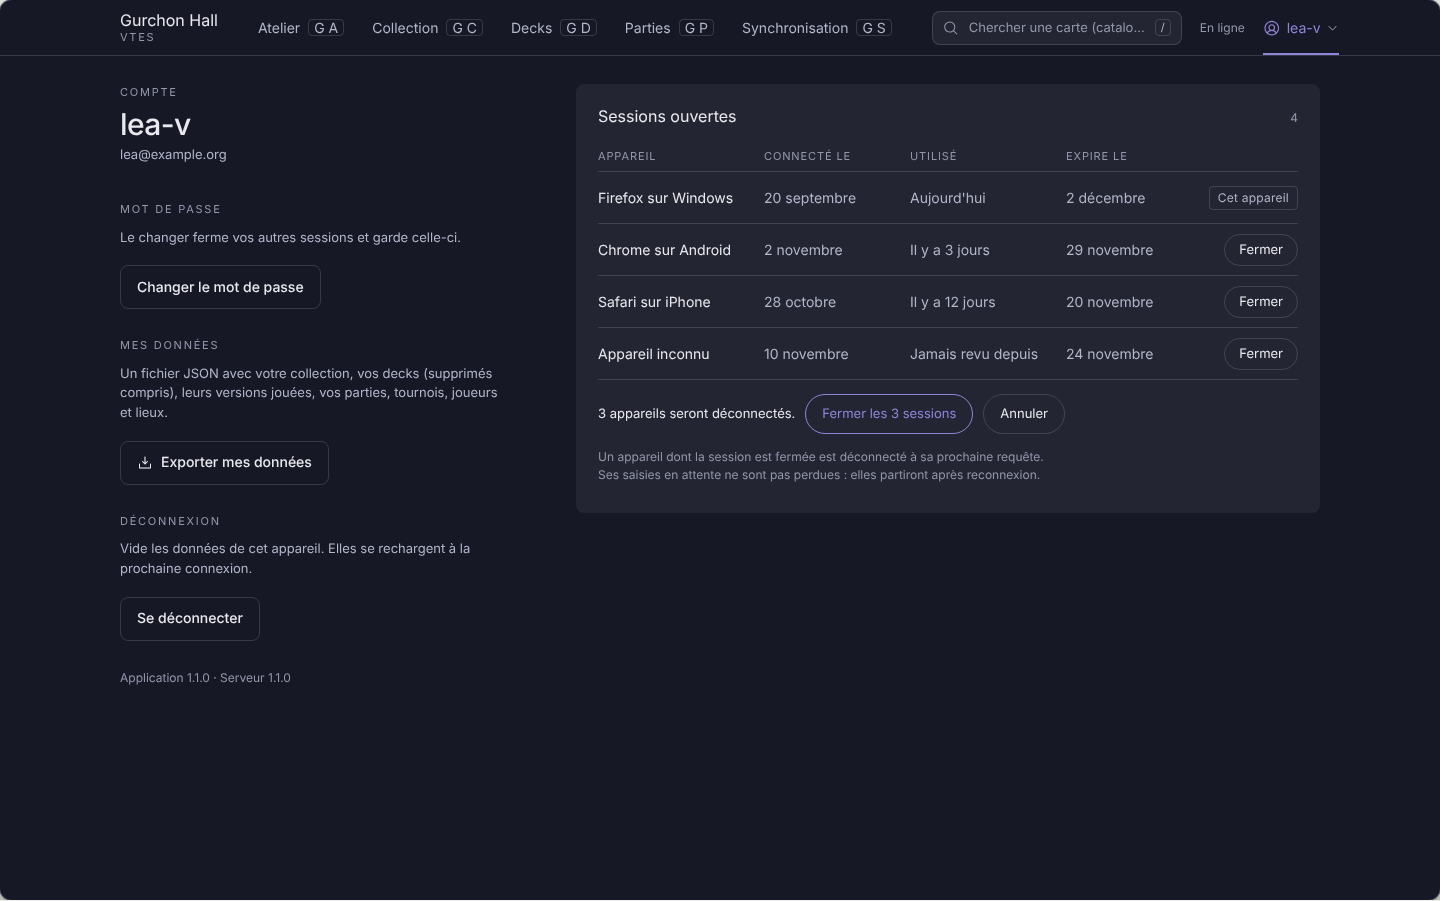 Gurchon Hall
VTES
Atelier G A
Collection G C
Decks G D
Parties G P
Synchronisation G S
Chercher une carte (catalo... /
En ligne
lea-v
COMPTE
lea-v
lea@example.org
MOT DE PASSE
Le changer ferme vos autres sessions et garde celle-ci.
Changer le mot de passe
MES DONNÉES
Un fichier JSON avec votre collection, vos decks (supprimés
compris), leurs versions jouées, vos parties, tournois, joueurs
et lieux.
Exporter mes données
DÉCONNEXION
Vide les données de cet appareil. Elles se rechargent à la
prochaine connexion.
Se déconnecter
Application 1.1.0 · Serveur 1.1.0
Sessions ouvertes 4
APPAREIL CONNECTÉ LE UTILISÉ EXPIRE LE
Firefox sur Windows 20 septembre Aujourd'hui 2 décembre Cet appareil
Chrome sur Android 2 novembre Il y a 3 jours 29 novembre Fermer
Safari sur iPhone 28 octobre Il y a 12 jours 20 novembre Fermer
Appareil inconnu 10 novembre Jamais revu depuis 24 novembre Fermer
3 appareils seront déconnectés. Fermer les 3 sessions Annuler
Un appareil dont la session est fermée est déconnecté à sa prochaine requête.
Ses saisies en attente ne sont pas perdues : elles partiront après reconnexion.